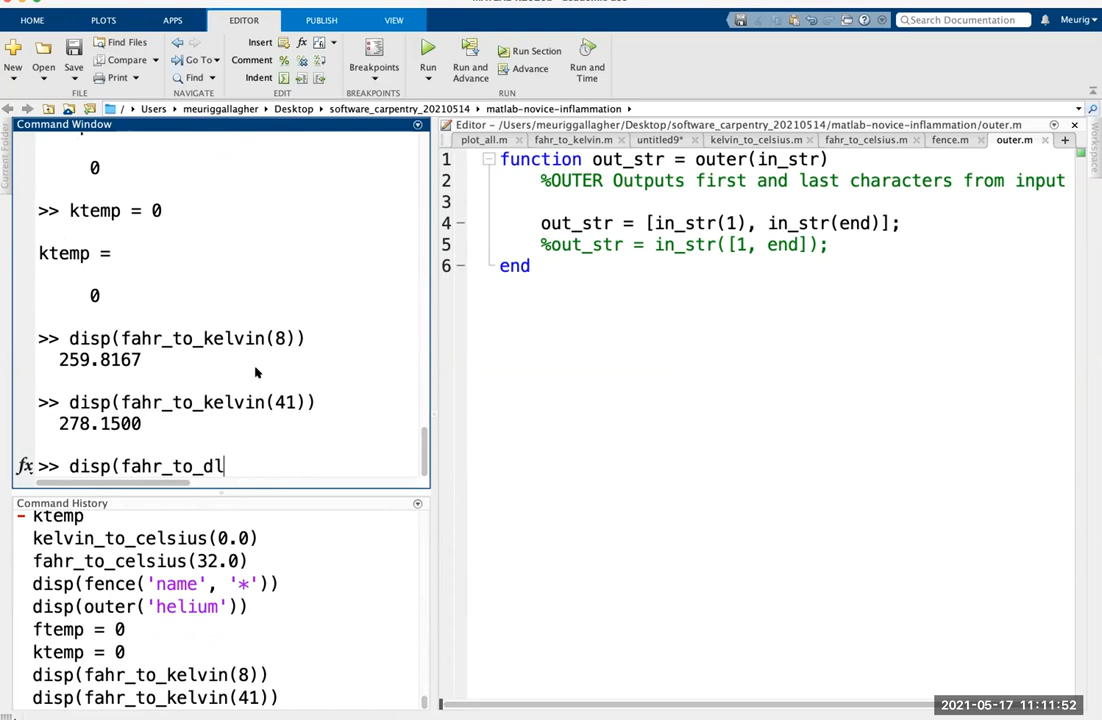 HOME PLOTS APPS EDITOR PUBLISH VIEW
Search Documentation
Meurig
New Open Save
Find Files
Compare
Print
Go To
Find
Insert
Comment
Indent
Breakpoints
Run
Run and Advance
Run Section
Advance
Run and Time
FILE NAVIGATE EDIT BREAKPOINTS RUN
/ Users meuriggallagher Desktop software_carpentry_20210514 matlab-novice-inflammation
Current Folder
Command Window
0
>> ktemp = 0
ktemp =
0
>> disp(fahr_to_kelvin(8))
259.8167
>> disp(fahr_to_kelvin(41))
278.1500
fx >> disp(fahr_to_dl
Command History
ktemp
kelvin_to_celsius(0.0)
fahr_to_celsius(32.0)
disp(fence('name', '*'))
disp(outer('helium'))
ftemp = 0
ktemp = 0
disp(fahr_to_kelvin(8))
disp(fahr_to_kelvin(41))
Editor - /Users/meuriggallagher/Desktop/software_carpentry_20210514/matlab-novice-inflammation/outer.m
plot_all.m fahr_to_kelvin.m untitled9* kelvin_to_celsius.m fahr_to_celsius.m fence.m outer.m
1 function out_str = outer(in_str)
2 %OUTER Outputs first and last characters from input
3
4 out_str = [in_str(1), in_str(end)];
5 %out_str = in_str([1, end]);
6 end
Workspace
2021-05-17 11:11:52